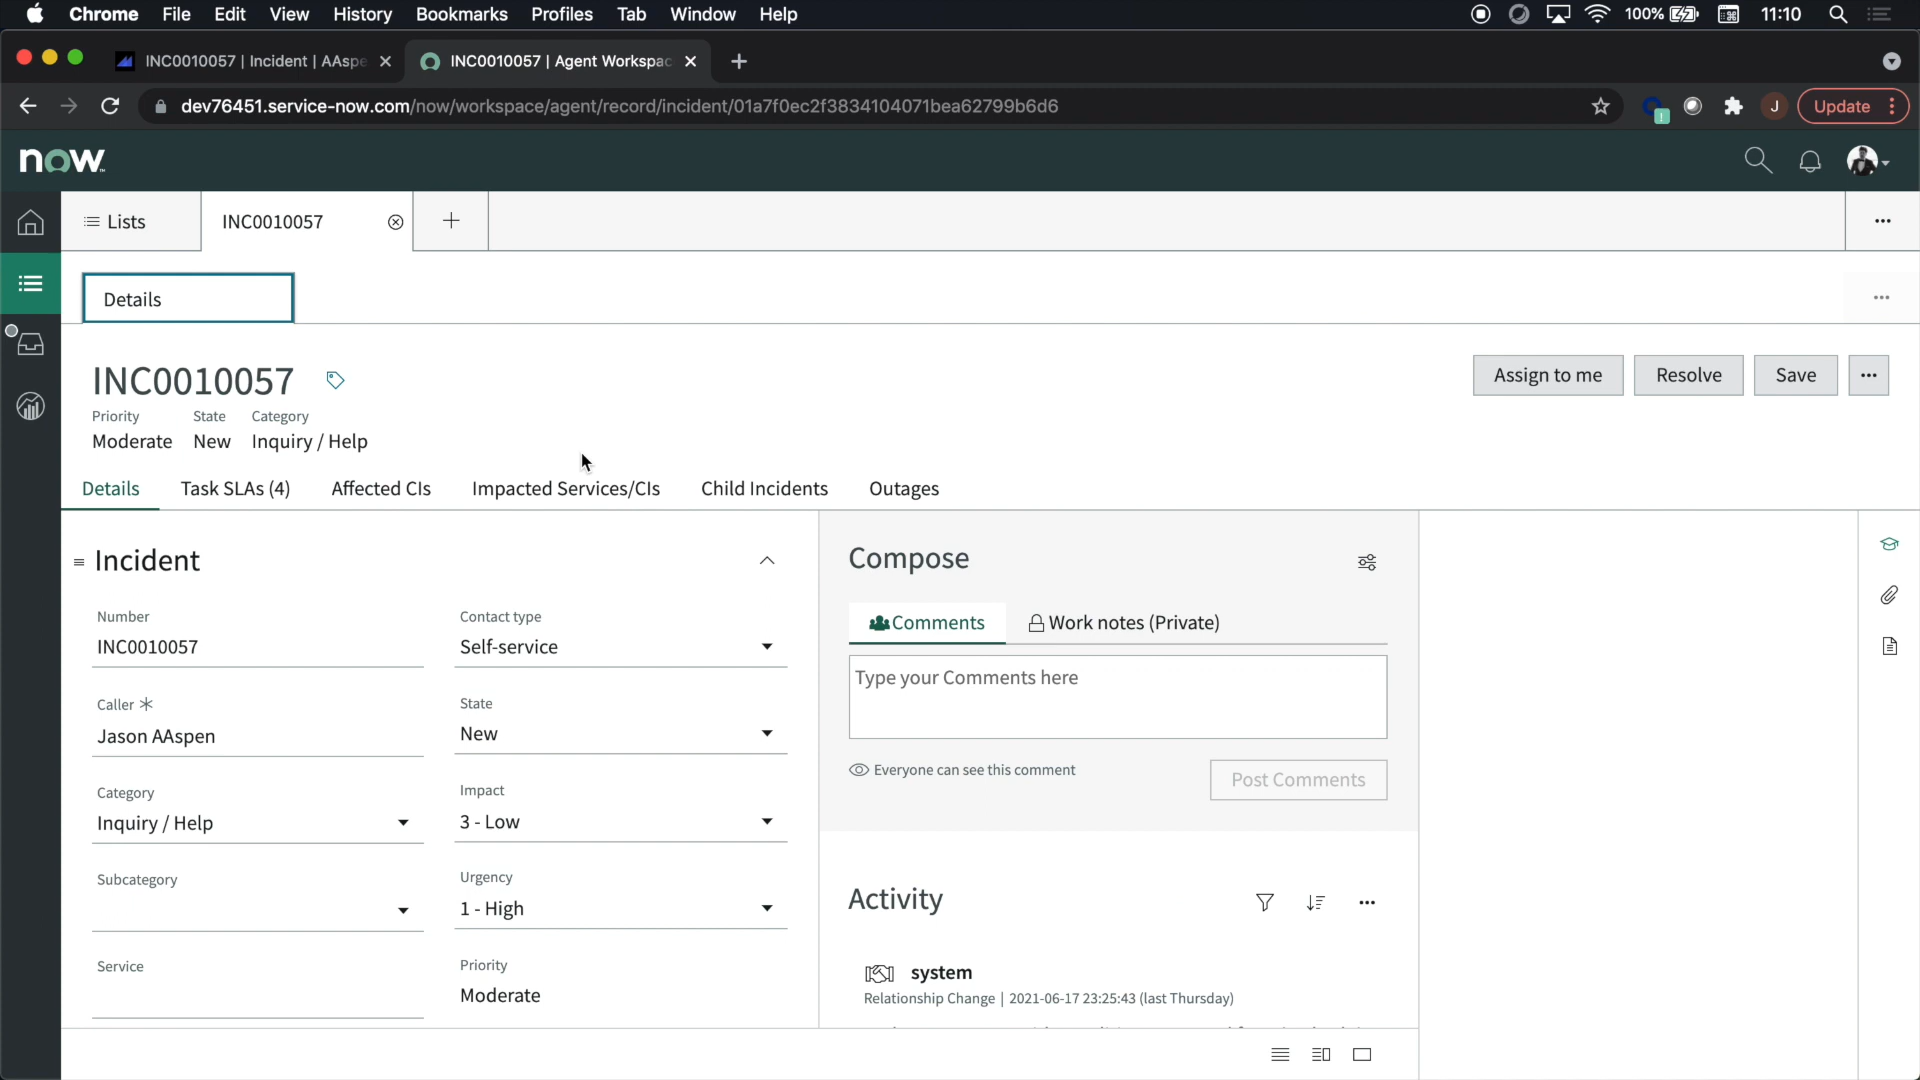 Chrome File Edit View History Bookmarks Profiles Tab Window Help 100% 11:10
INC0010057 | Incident | AAspe
INC0010057 | Agent Workspac
dev76451.service-now.com/now/workspace/agent/record/incident/01a7f0ec2f3834104071bea62799b6d6
J
Update
now
Lists
INC0010057
Details
INC0010057
Assign to me
Resolve
Save
Priority State Category
Moderate New Inquiry / Help
Details Task SLAs (4) Affected CIs Impacted Services/CIs Child Incidents Outages
Incident
Number
INC0010057
Caller
Jason AAspen
Category
Inquiry / Help
Subcategory
Service
Contact type
Self-service
State
New
Impact
3 - Low
Urgency
1 - High
Priority
Moderate
Compose
Comments
Work notes (Private)
Type your Comments here
Everyone can see this comment
Post Comments
Activity
system
Relationship Change | 2021-06-17 23:25:43 (last Thursday)